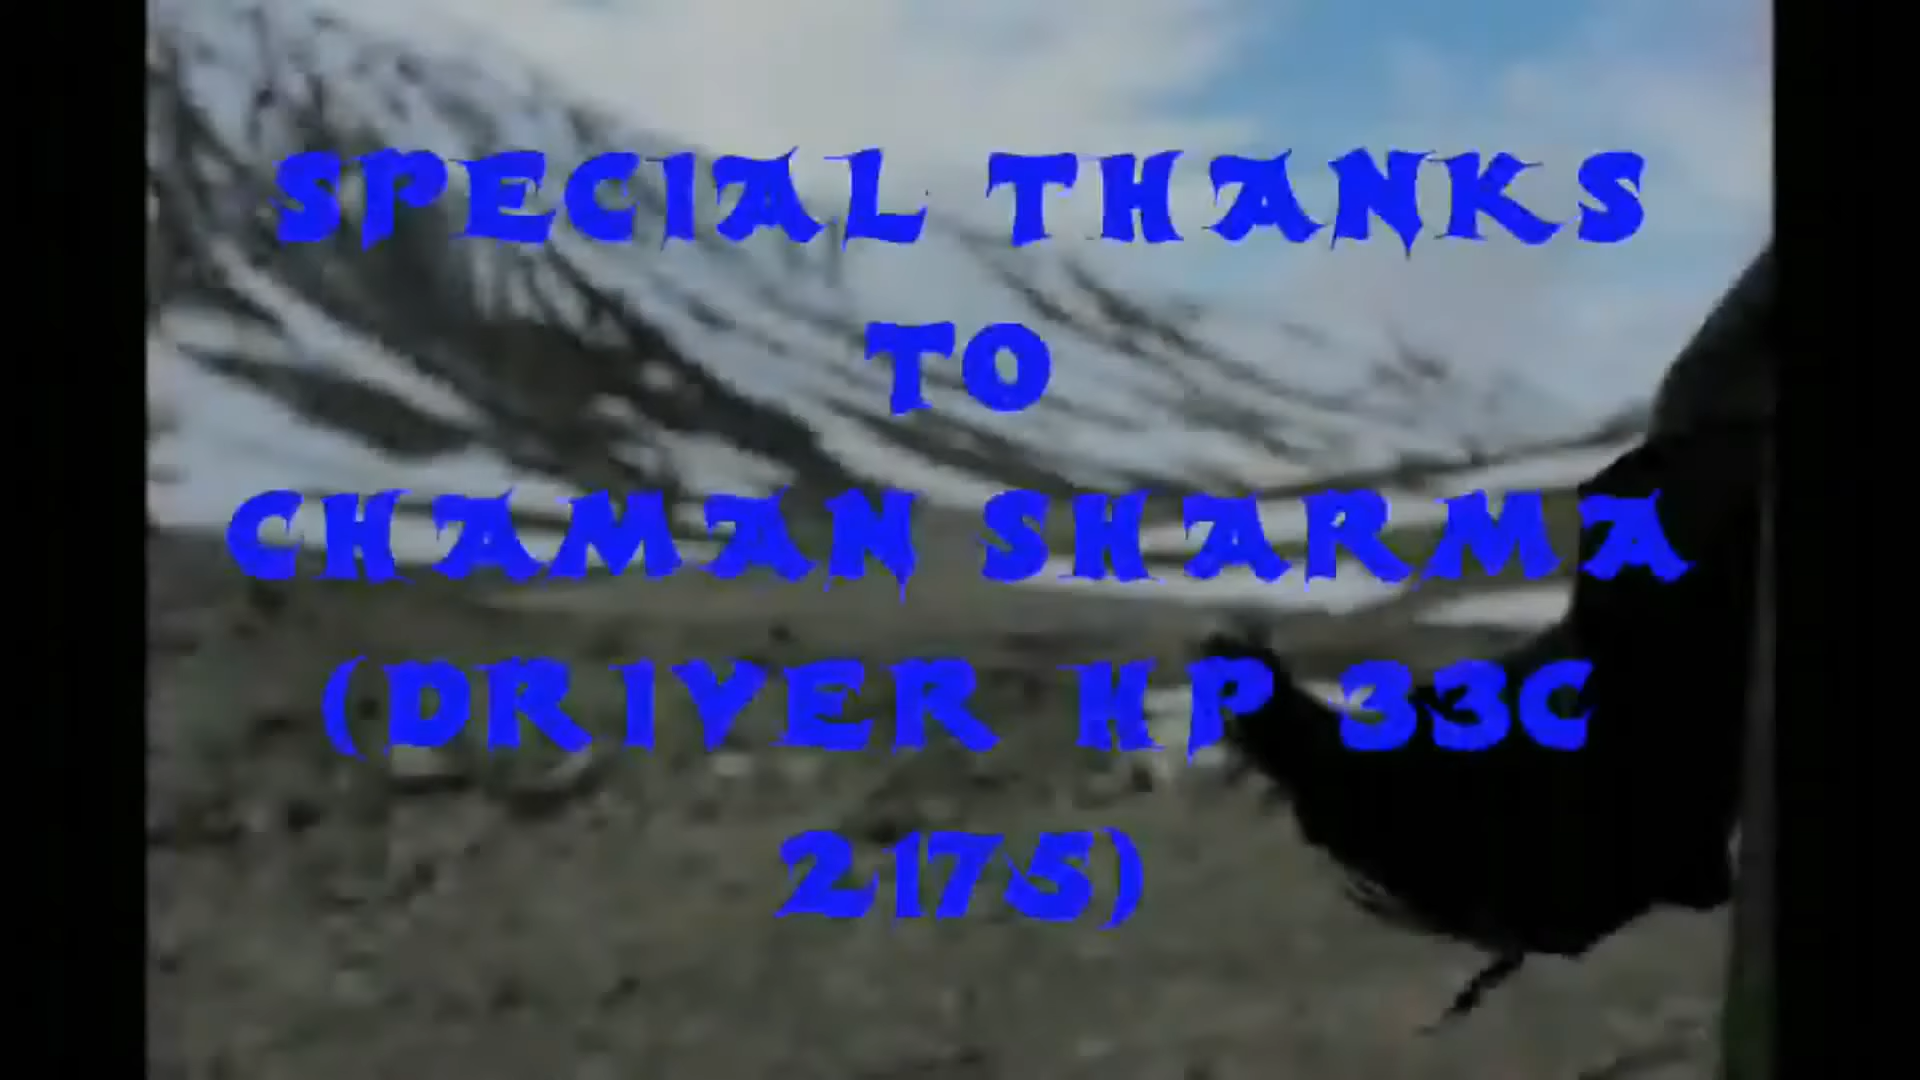 SPECIAL THANKS
TO
CHAMAN SHARMA
(DRIVER HP 33C
2175)